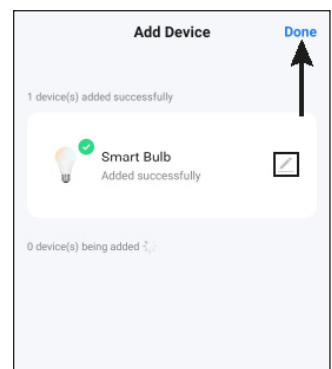 Add Device
Done
1 device(s) added successfully
Smart Bulb
Added successfully
0 device(s) being added